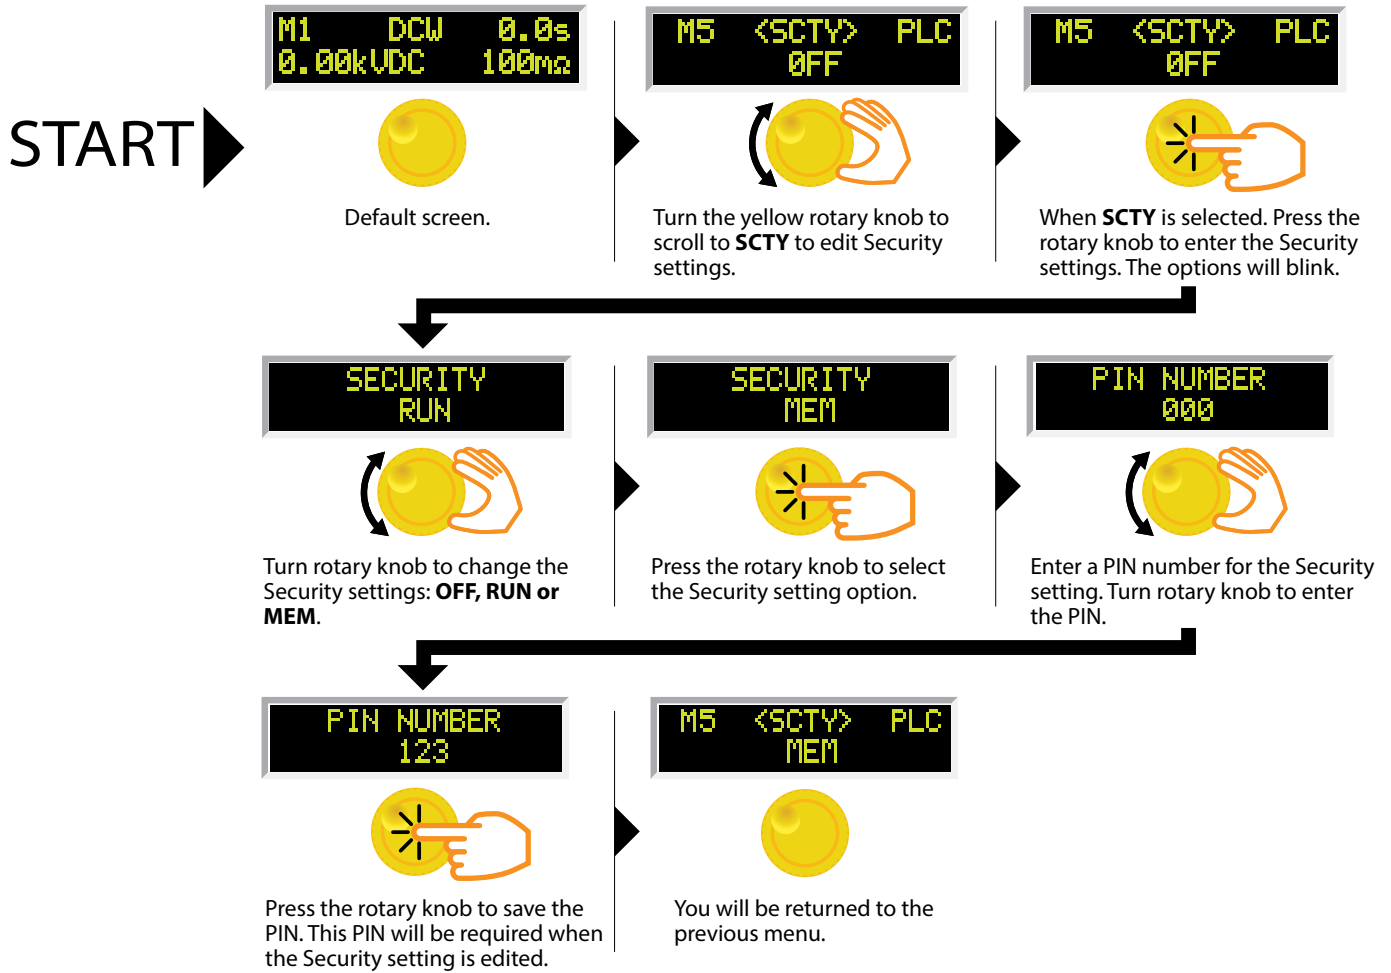 START
M1 DCW 0.0s
0.00kVDC 100mΩ
Default screen.
M5 <SCTY> PLC
OFF
Turn the yellow rotary knob to
scroll to SCTY to edit Security
settings.
M5 <SCTY> PLC
OFF
When SCTY is selected. Press the
rotary knob to enter the Security
settings. The options will blink.
SECURITY
RUN
Turn rotary knob to change the
Security settings: OFF, RUN or
MEM.
SECURITY
MEM
Press the rotary knob to select
the Security setting option.
PIN NUMBER
000
Enter a PIN number for the Security
setting. Turn rotary knob to enter
the PIN.
PIN NUMBER
123
Press the rotary knob to save the
PIN. This PIN will be required when
the Security setting is edited.
M5 <SCTY> PLC
MEM
You will be returned to the
previous menu.